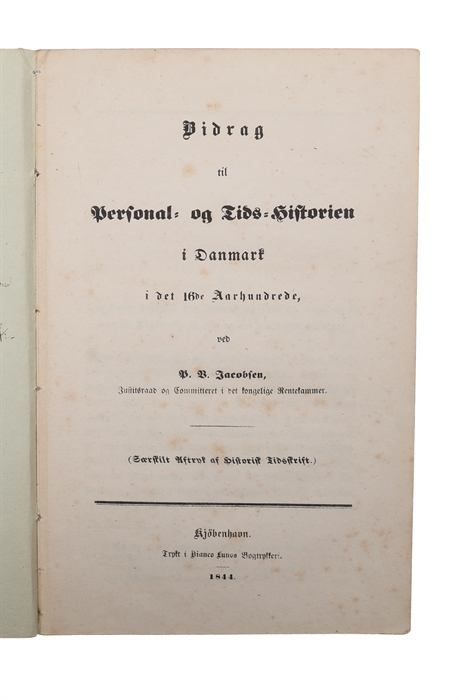 Bidrag
til
Personal- og Tids-Historien
i Danmark
i det 16de Aarhundrede,
ved
P. V. Jacobsen,
Justitsraad og Committeret i det kongelige Rentekammer.
(Særskilt Aftryk af Historisk Tidsskrift.)
Kjöbenhavn.
Trykt i Bianco Lunos Bogtrykkeri.
1844.